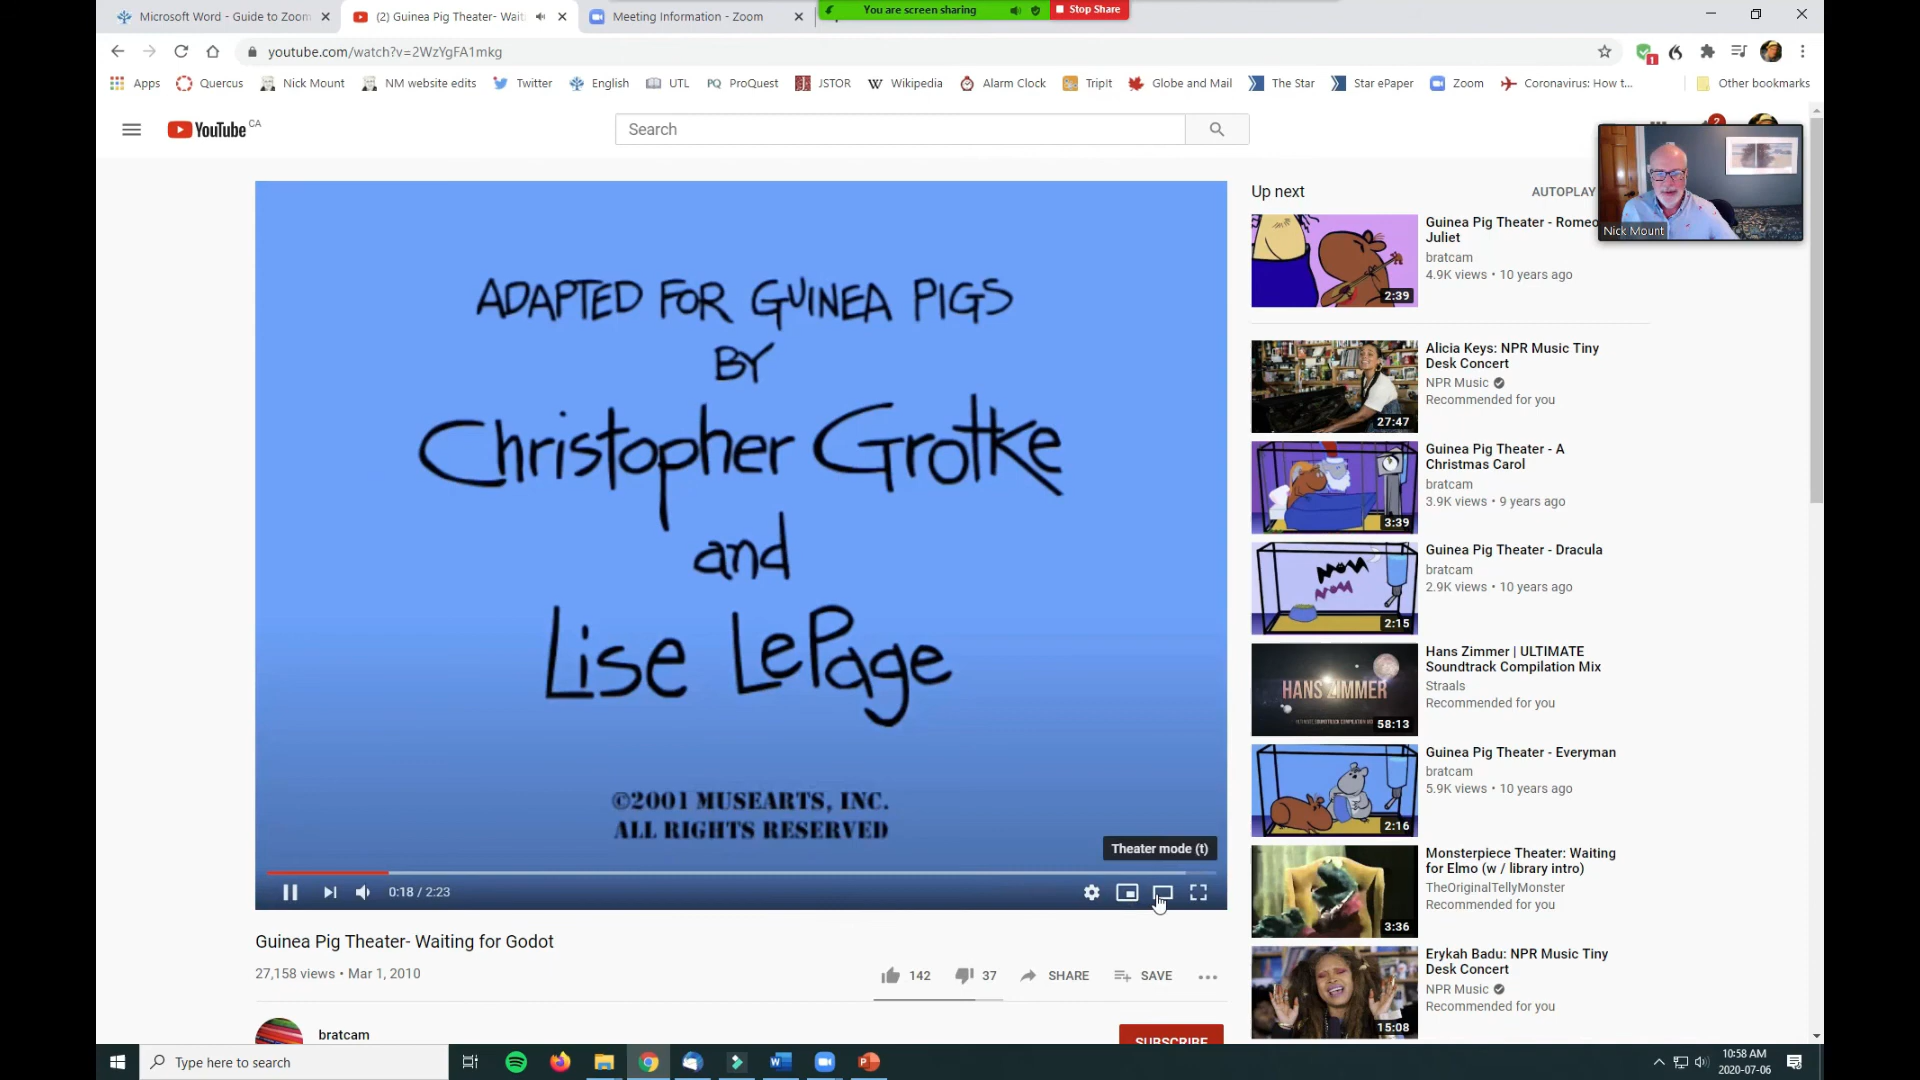 Microsoft Word - Guide to Zoom
(2) Guinea Pig Theater- Wait
Meeting Information - Zoom
You are screen sharing
Stop Share
youtube.com/watch?v=2WzYgFA1mkg
1
Apps
Quercus
Nick Mount
NM website edits
Twitter
English
UTL
PQ ProQuest
JSTOR
W Wikipedia
Alarm Clock
TripIt
Globe and Mail
The Star
Star ePaper
Zoom
Coronavirus: How t...
Other bookmarks
YouTube CA
Search
2
Nick Mount
ADAPTED FOR GUINEA PIGS
BY
Christopher Grotke
and
Lise LePage
©2001 MUSEARTS, INC.
ALL RIGHTS RESERVED
Theater mode (t)
0:18 / 2:23
Guinea Pig Theater- Waiting for Godot
27,158 views • Mar 1, 2010
142
37
SHARE
SAVE
bratcam
SUBSCRIBE
Up next
AUTOPLAY
Guinea Pig Theater - Romeo
Juliet
bratcam
4.9K views • 10 years ago
2:39
Alicia Keys: NPR Music Tiny
Desk Concert
NPR Music
Recommended for you
27:47
Guinea Pig Theater - A
Christmas Carol
bratcam
3.9K views • 9 years ago
3:39
Guinea Pig Theater - Dracula
bratcam
2.9K views • 10 years ago
NOM
NOM
2:15
Hans Zimmer | ULTIMATE
Soundtrack Compilation Mix
Straals
Recommended for you
HANS ZIMMER
58:13
Guinea Pig Theater - Everyman
bratcam
5.9K views • 10 years ago
2:16
Monsterpiece Theater: Waiting
for Elmo (w / library intro)
TheOriginalTellyMonster
Recommended for you
3:36
Erykah Badu: NPR Music Tiny
Desk Concert
NPR Music
Recommended for you
15:08
Type here to search
10:58 AM
2020-07-06